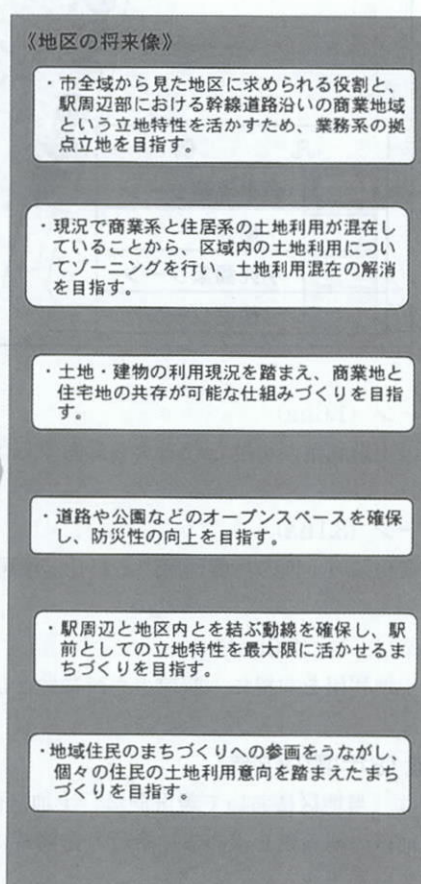 《地区の将来像》
・市全域から見た地区に求められる役割と、
駅周辺部における幹線道路沿いの商業地域
という立地特性を活かすため、業務系の拠
点立地を目指す。
・現況で商業系と住居系の土地利用が混在し
ていることから、区域内の土地利用につい
てゾーニングを行い、土地利用混在の解消
を目指す。
・土地・建物の利用現況を踏まえ、商業地と
住宅地の共存が可能な仕組みづくりを目指
す。
・道路や公園などのオープンスペースを確保
し、防災性の向上を目指す。
・駅周辺と地区内とを結ぶ動線を確保し、駅
前としての立地特性を最大限に活かせるま
ちづくりを目指す。
・地域住民のまちづくりへの参画をうながし、
個々の住民の土地利用意向を踏まえたまち
づくりを目指す。